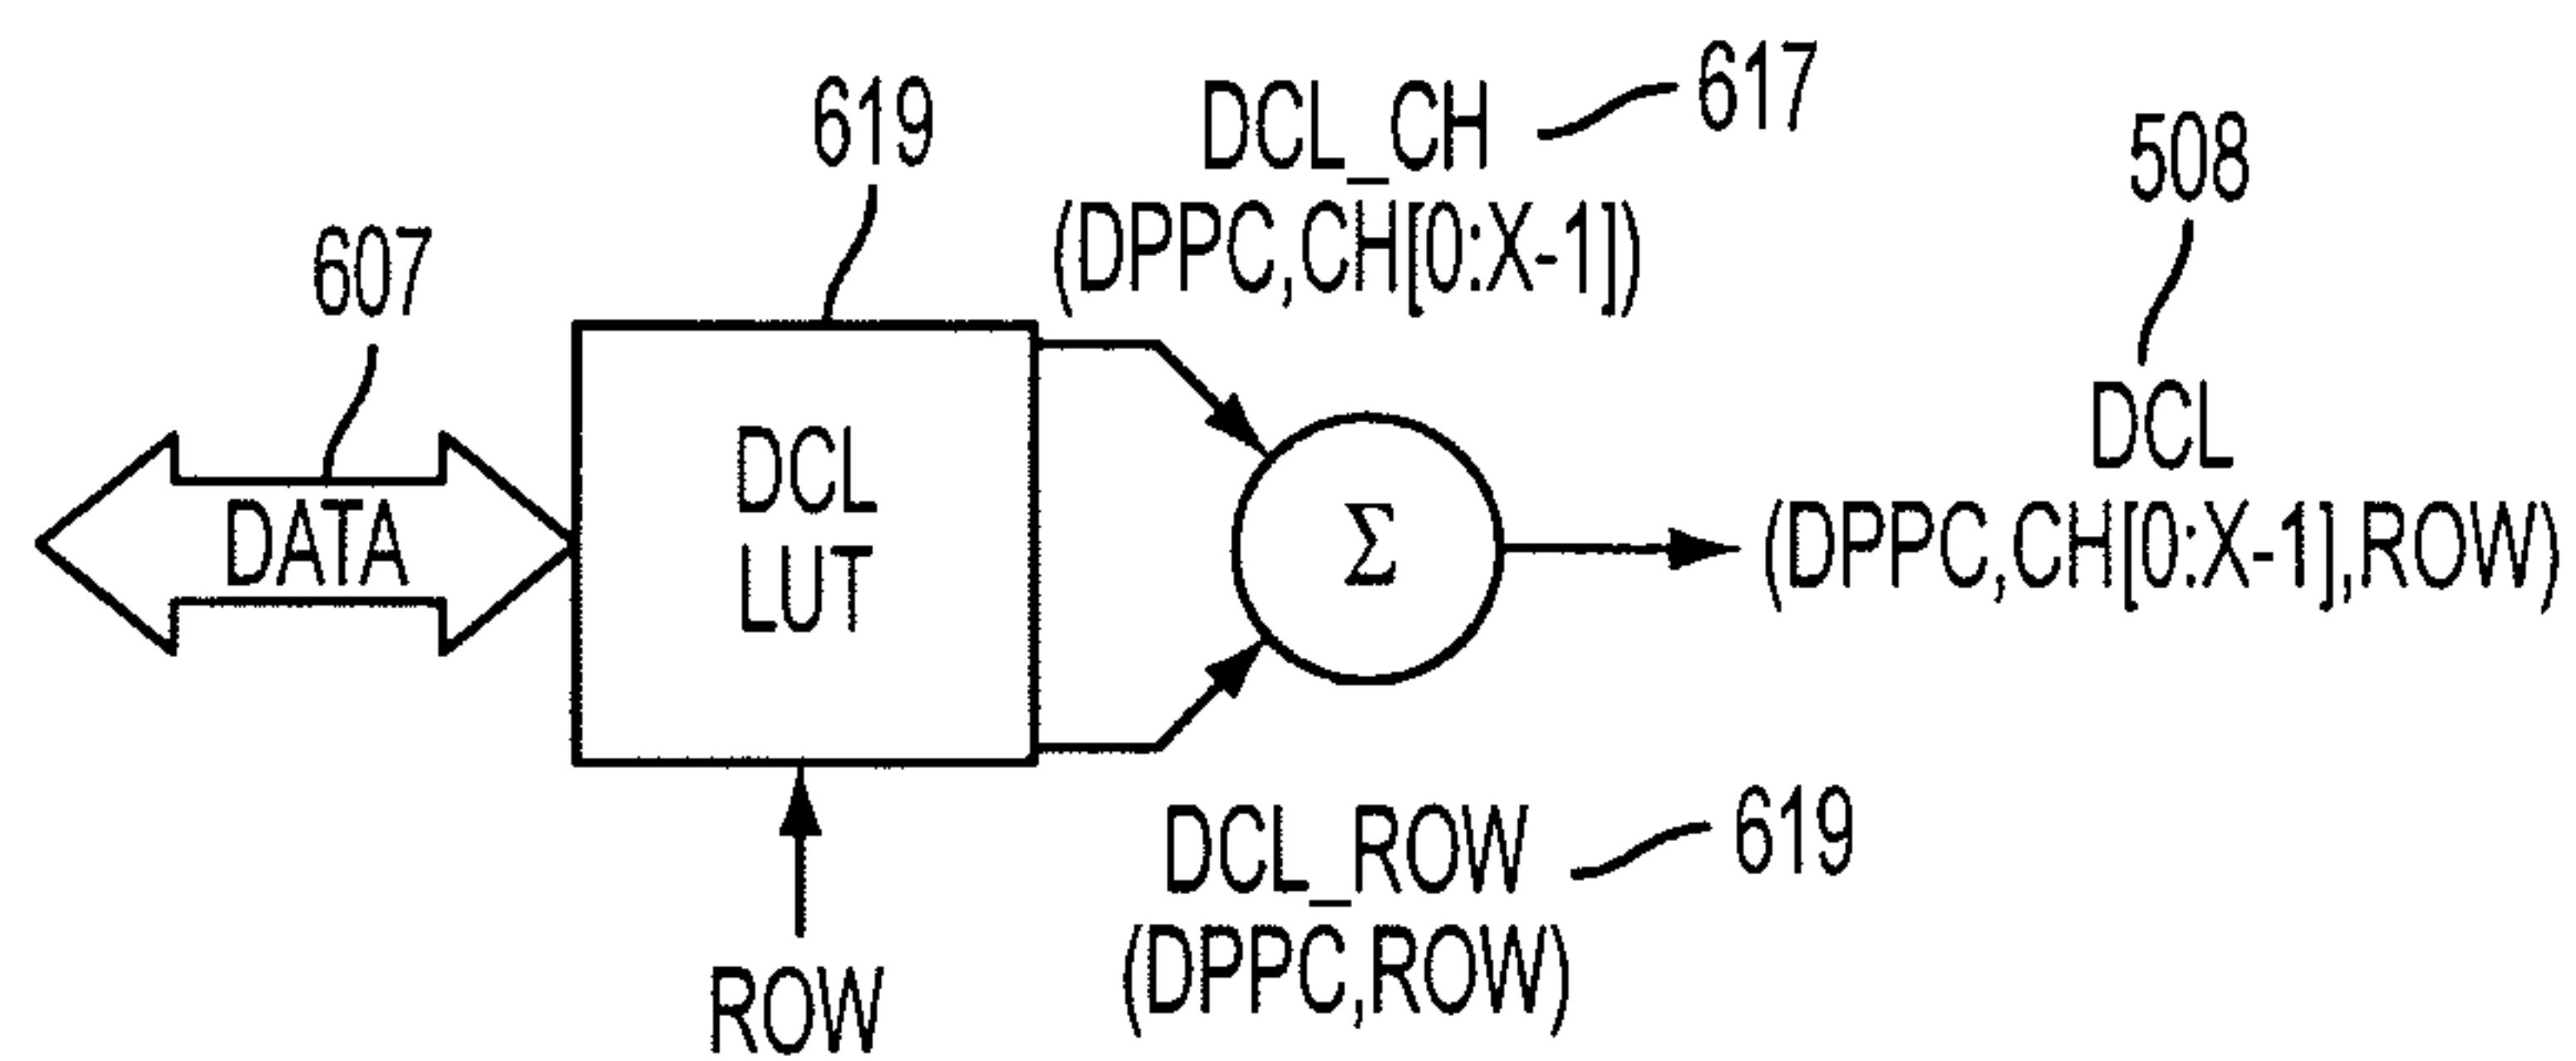 607
DATA
619
DCL
LUT
ROW
DCL_CH
617
(DPPC,CH[0:X-1])
Σ
DCL_ROW
619
(DPPC,ROW)
508
DCL
(DPPC,CH[0:X-1],ROW)